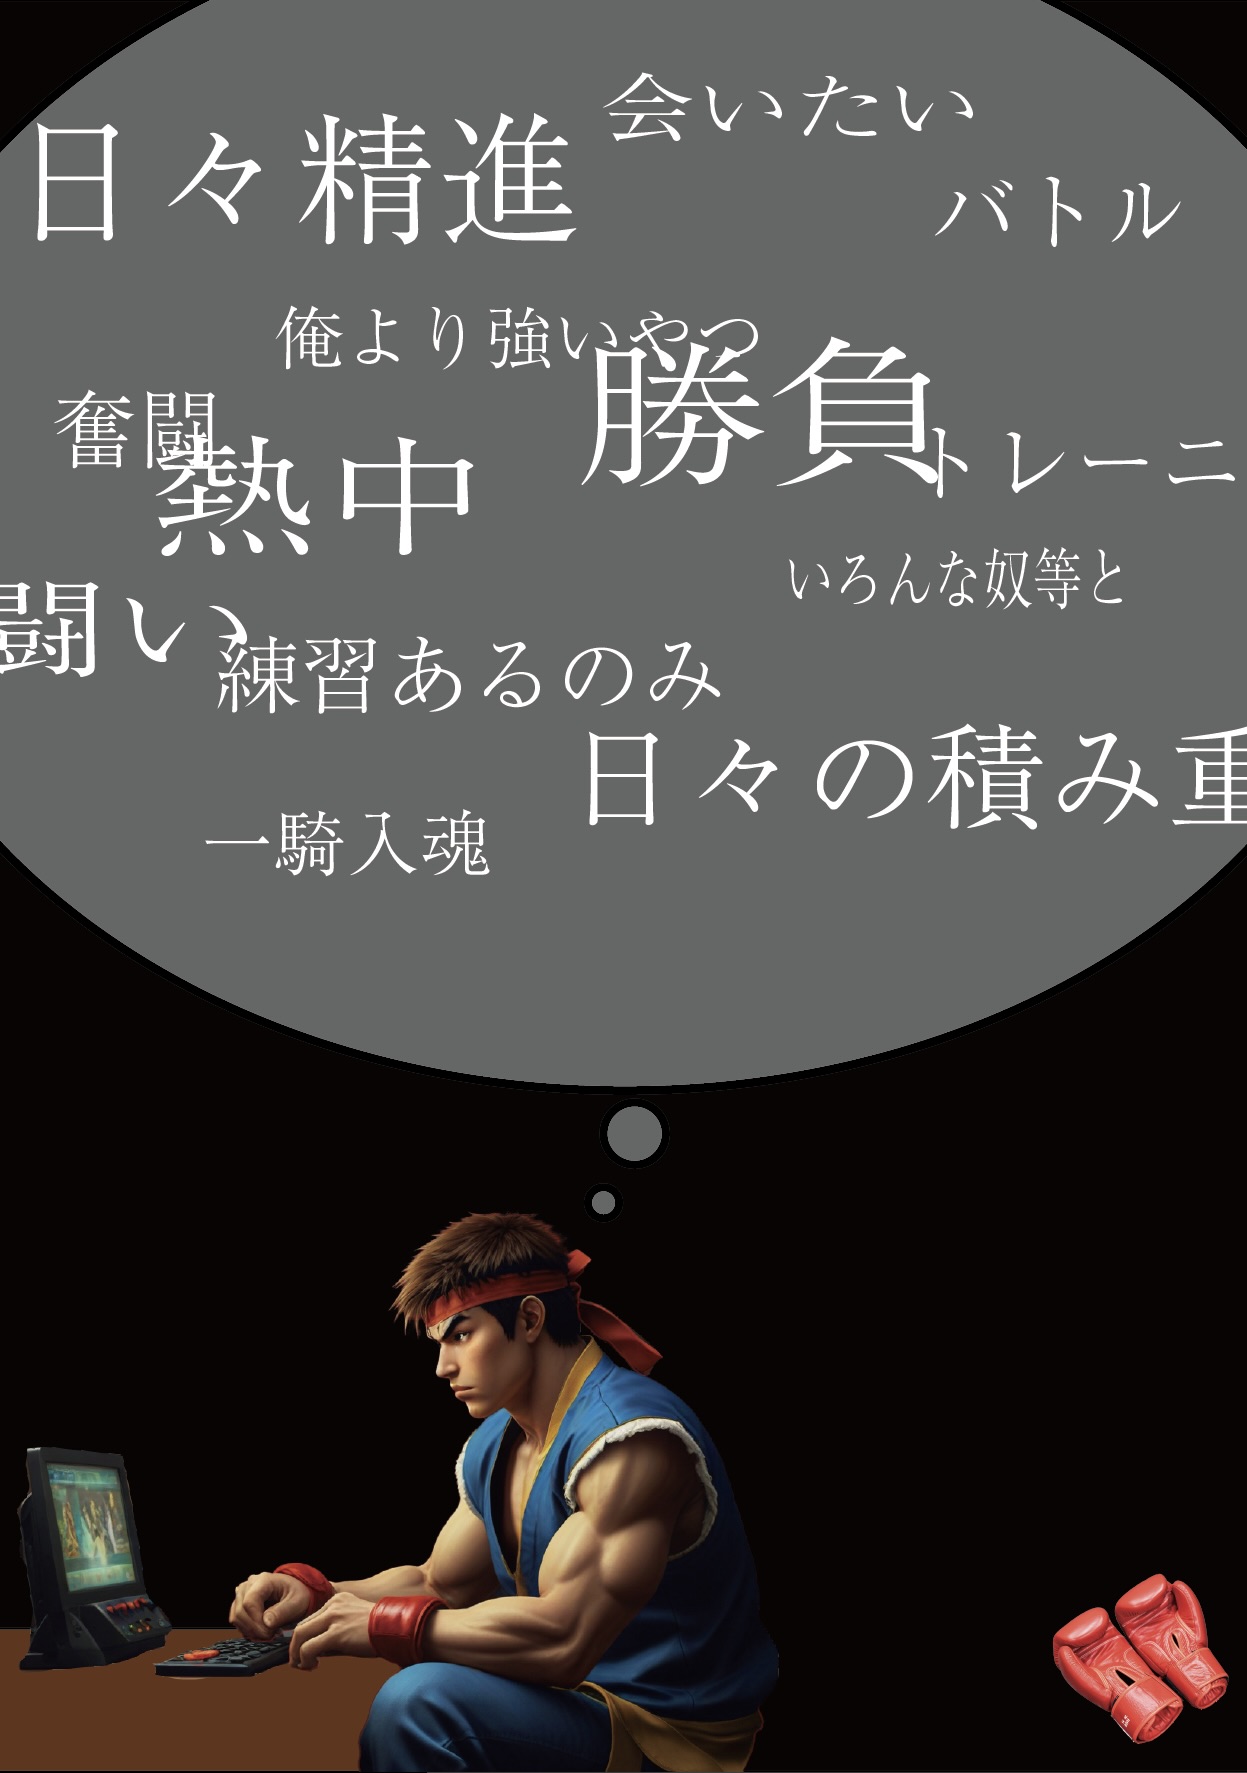 会いたい
日々精進
バトル
俺より強いやつ
勝負
奮闘
熱中
トレーニ
いろんな奴等と
闘い
練習あるのみ
日々の積み重
一騎入魂